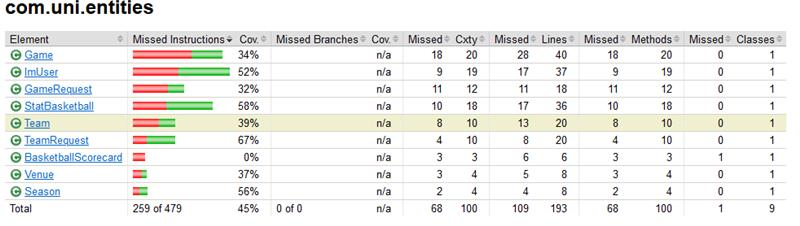 com.uni.entities
Element Missed Instructions Cov. Missed Branches Cov. Missed Cxty Missed Lines Missed Methods Missed Classes
Game 34% n/a 18 20 28 40 18 20 0 1
ImUser 52% n/a 9 19 17 37 9 19 0 1
GameRequest 32% n/a 11 12 11 18 11 12 0 1
StatBasketball 58% n/a 10 18 17 36 10 18 0 1
Team 39% n/a 8 10 13 20 8 10 0 1
TeamRequest 67% n/a 4 10 8 20 4 10 0 1
BasketballScorecard 0% n/a 3 3 6 6 3 3 1 1
Venue 37% n/a 3 4 5 8 3 4 0 1
Season 56% n/a 2 4 4 8 2 4 0 1
Total 259 of 479 45% 0 of 0 n/a 68 100 109 193 68 100 1 9